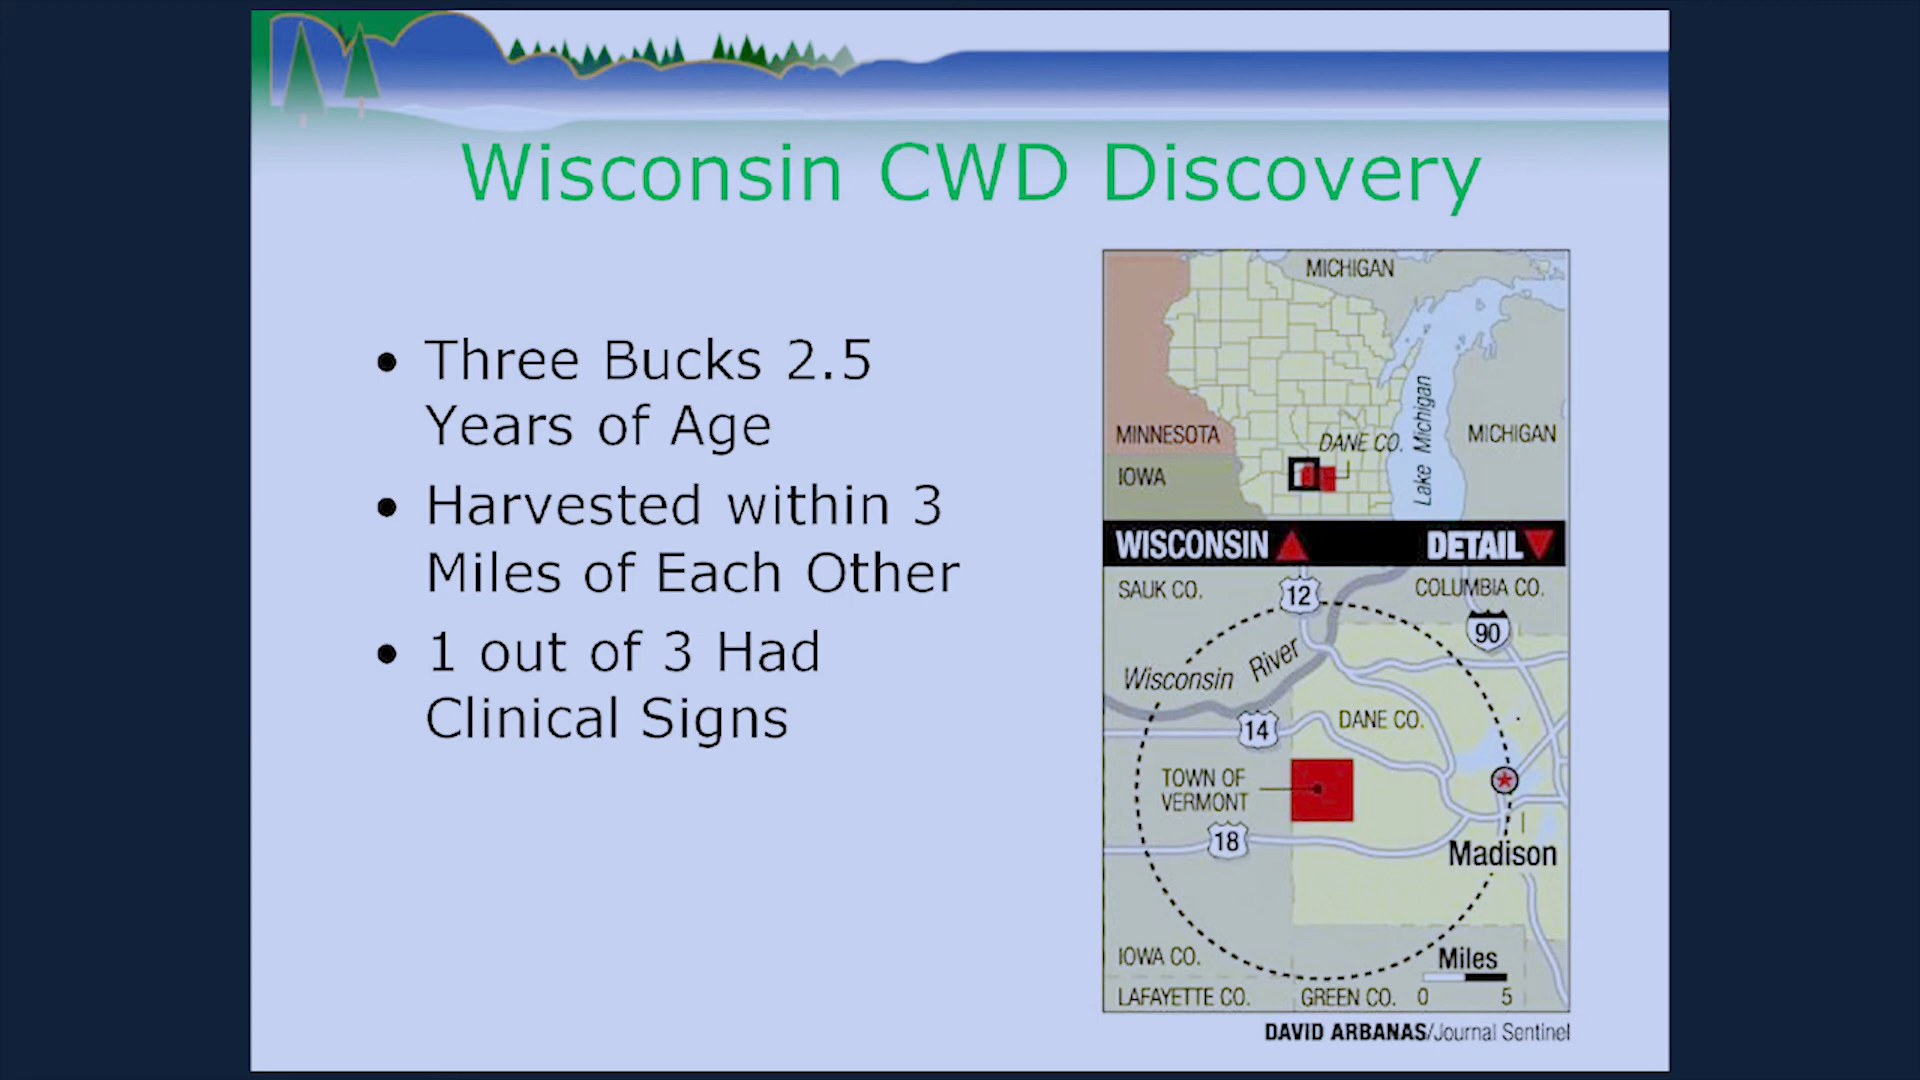 Wisconsin CWD Discovery
• Three Bucks 2.5
Years of Age
• Harvested within 3
Miles of Each Other
• 1 out of 3 Had
Clinical Signs
MICHIGAN
MINNESOTA
DANE CO.
Lake Michigan
MICHIGAN
IOWA
WISCONSIN
DETAIL
SAUK CO.
12
COLUMBIA CO.
90
Wisconsin River
14
DANE CO.
TOWN OF
VERMONT
18
Madison
IOWA CO.
Miles
LAFAYETTE CO.
GREEN CO.
0 5
DAVID ARBANAS/Journal Sentinel